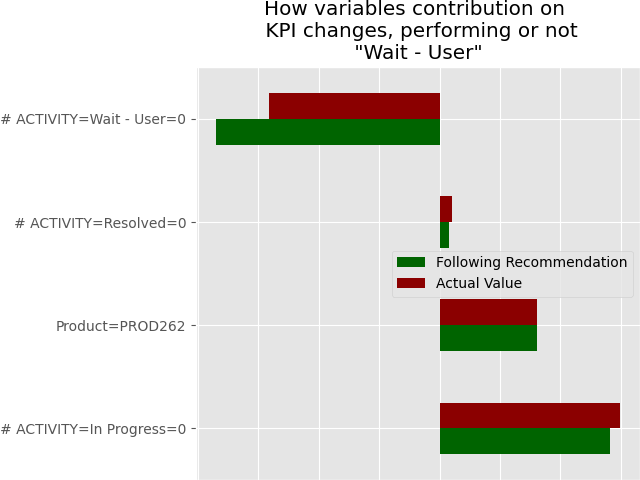 How variables contribution on
KPI changes, performing or not
"Wait - User"
# ACTIVITY=Wait - User=0
# ACTIVITY=Resolved=0
Following Recommendation
Actual Value
Product=PROD262
# ACTIVITY=In Progress=0